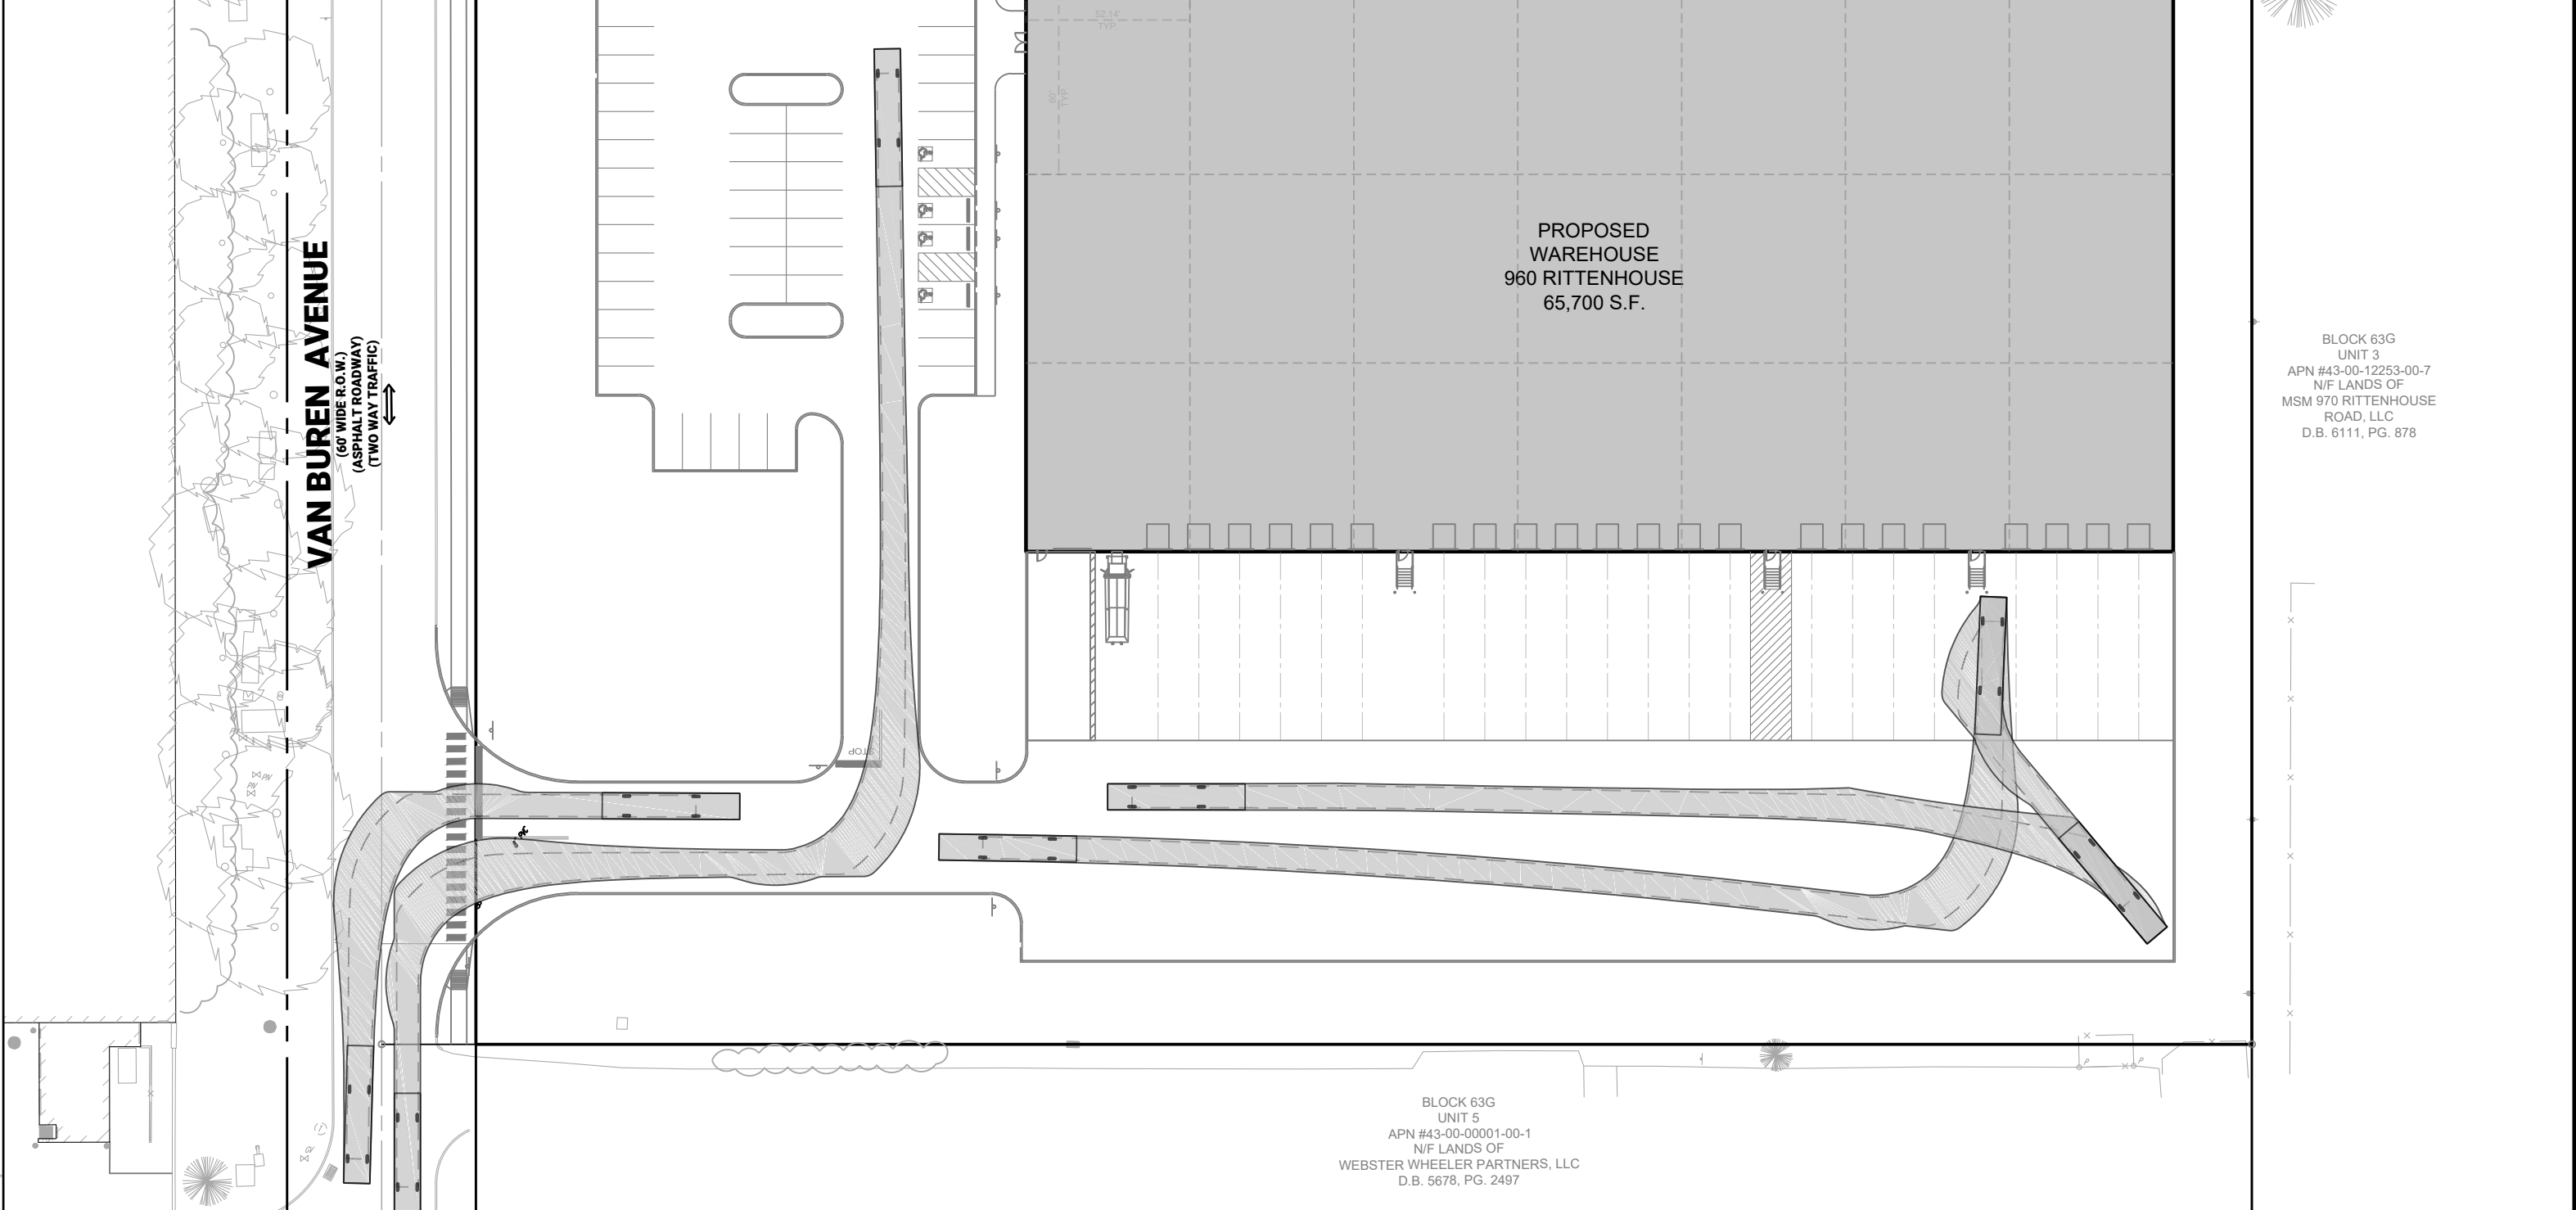 52.14'
TYP.
60'
TYP.
PROPOSED
WAREHOUSE
960 RITTENHOUSE
65,700 S.F.
VAN BUREN AVENUE
(60' WIDE R.O.W.)
(ASPHALT ROADWAY)
(TWO WAY TRAFFIC)
BLOCK 63G
UNIT 3
APN #43-00-12253-00-7
N/F LANDS OF
MSM 970 RITTENHOUSE
ROAD, LLC
D.B. 6111, PG. 878
STOP
BLOCK 63G
UNIT 5
APN #43-00-00001-00-1
N/F LANDS OF
WEBSTER WHEELER PARTNERS, LLC
D.B. 5678, PG. 2497